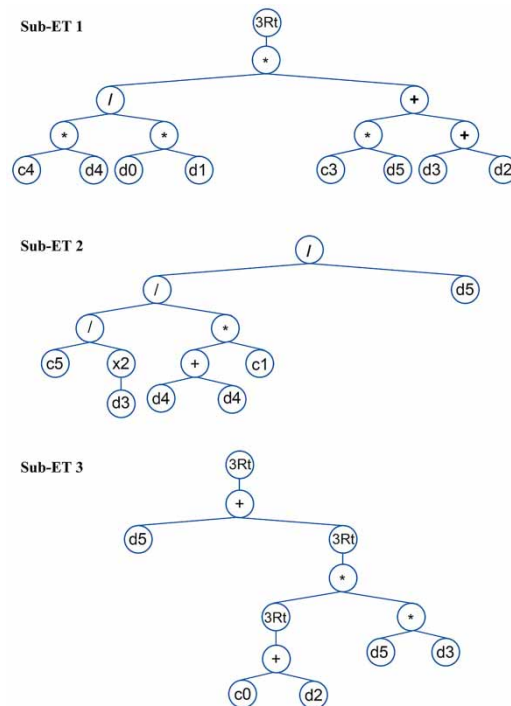 Sub-ET 1
3Rt
*
/ +
* * * +
c4 d4 d0 d1 c3 d5 d3 d2
Sub-ET 2
/
/ d5
/ *
c5 x2 + c1
d3 d4 d4
Sub-ET 3
3Rt
+
d5 3Rt
*
3Rt *
+ d5 d3
c0 d2